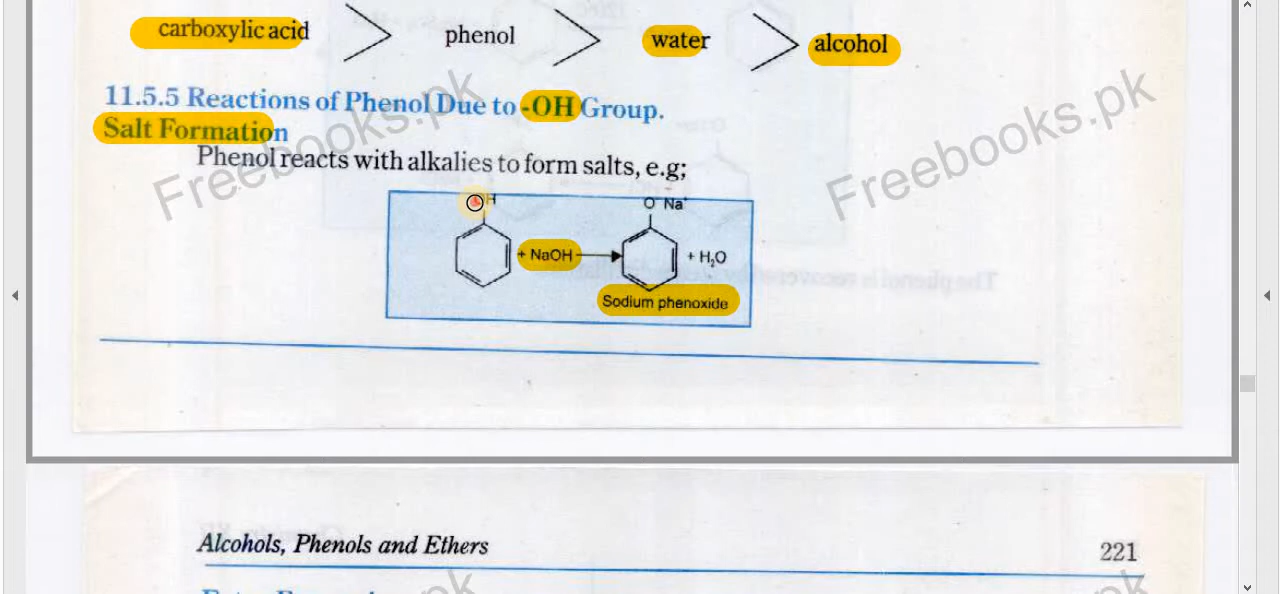 carboxylic acid > phenol > water > alcohol
11.5.5 Reactions of Phenol Due to -OH Group.
Salt Formation
Phenol reacts with alkalies to form salts, e.g;
H O Na⁺
+ NaOH + H₂O
Sodium phenoxide
Alcohols, Phenols and Ethers 221
Freebooks.pk
Freebooks.pk